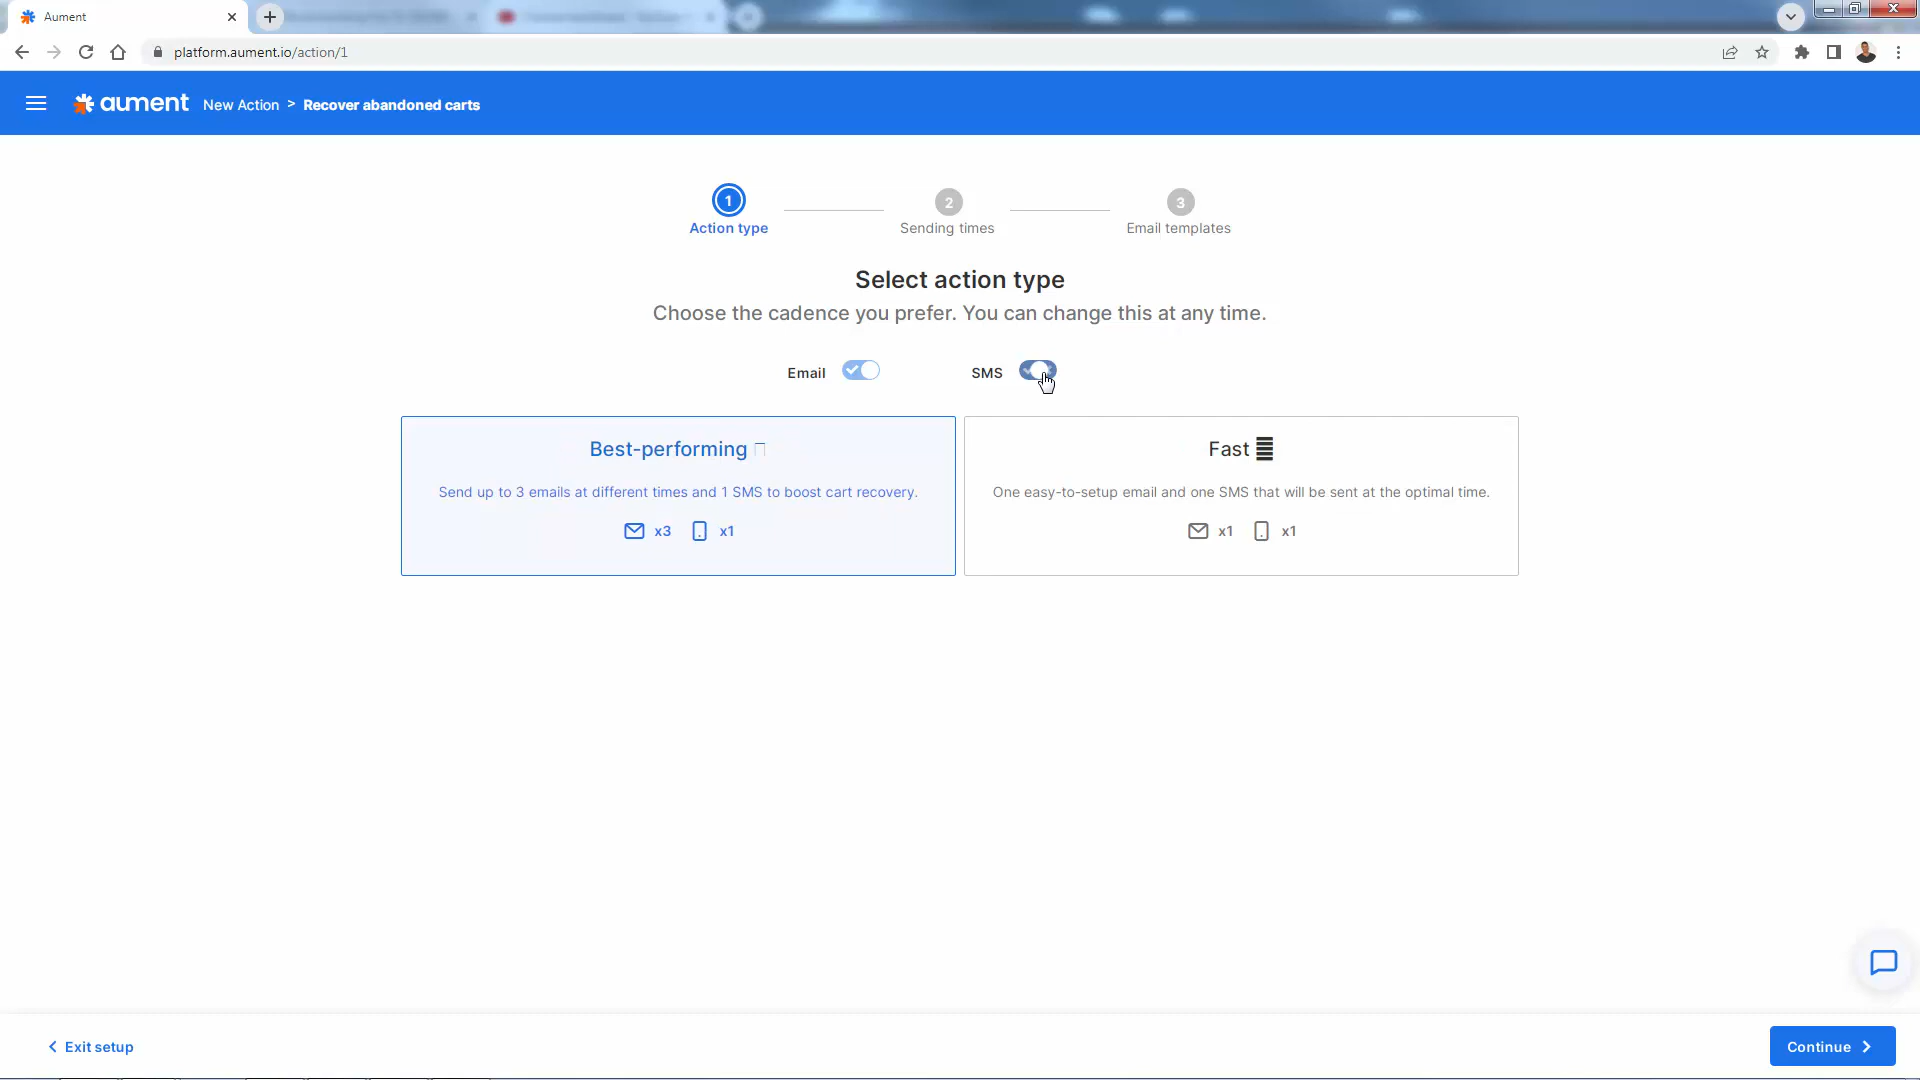 Aument
platform.aument.io/action/1
aument New Action > Recover abandoned carts
1 2 3
Action type Sending times Email templates
Select action type
Choose the cadence you prefer. You can change this at any time.
Email SMS
Best-performing
Send up to 3 emails at different times and 1 SMS to boost cart recovery.
x3 x1
Fast
One easy-to-setup email and one SMS that will be sent at the optimal time.
x1 x1
Exit setup Continue